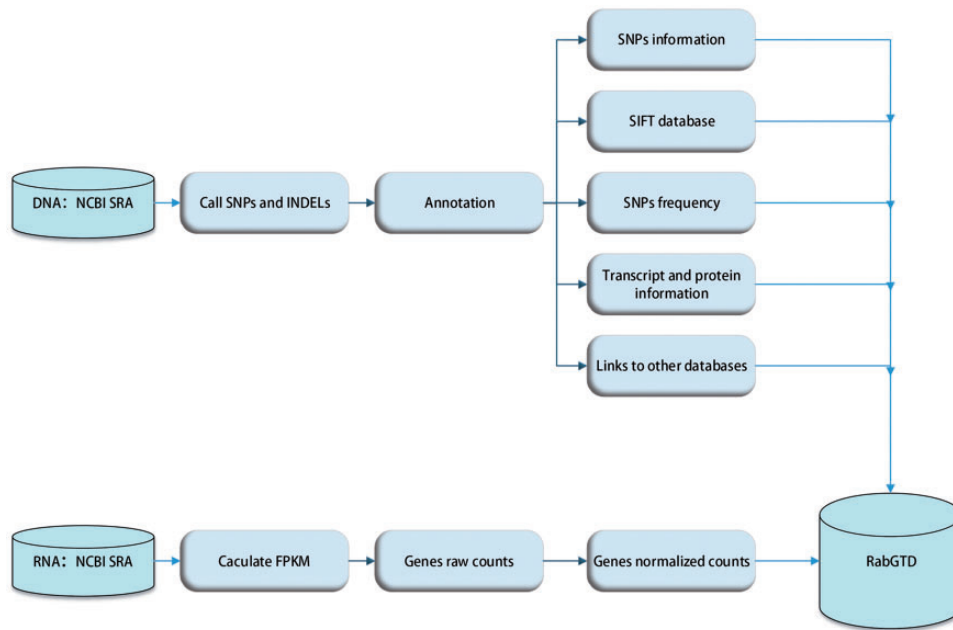 SNPs information
SIFT database
DNA：NCBI SRA
Call SNPs and INDELs
Annotation
SNPs frequency
Transcript and protein
information
Links to other databases
RNA：NCBI SRA
Caculate FPKM
Genes raw counts
Genes normalized counts
RabGTD